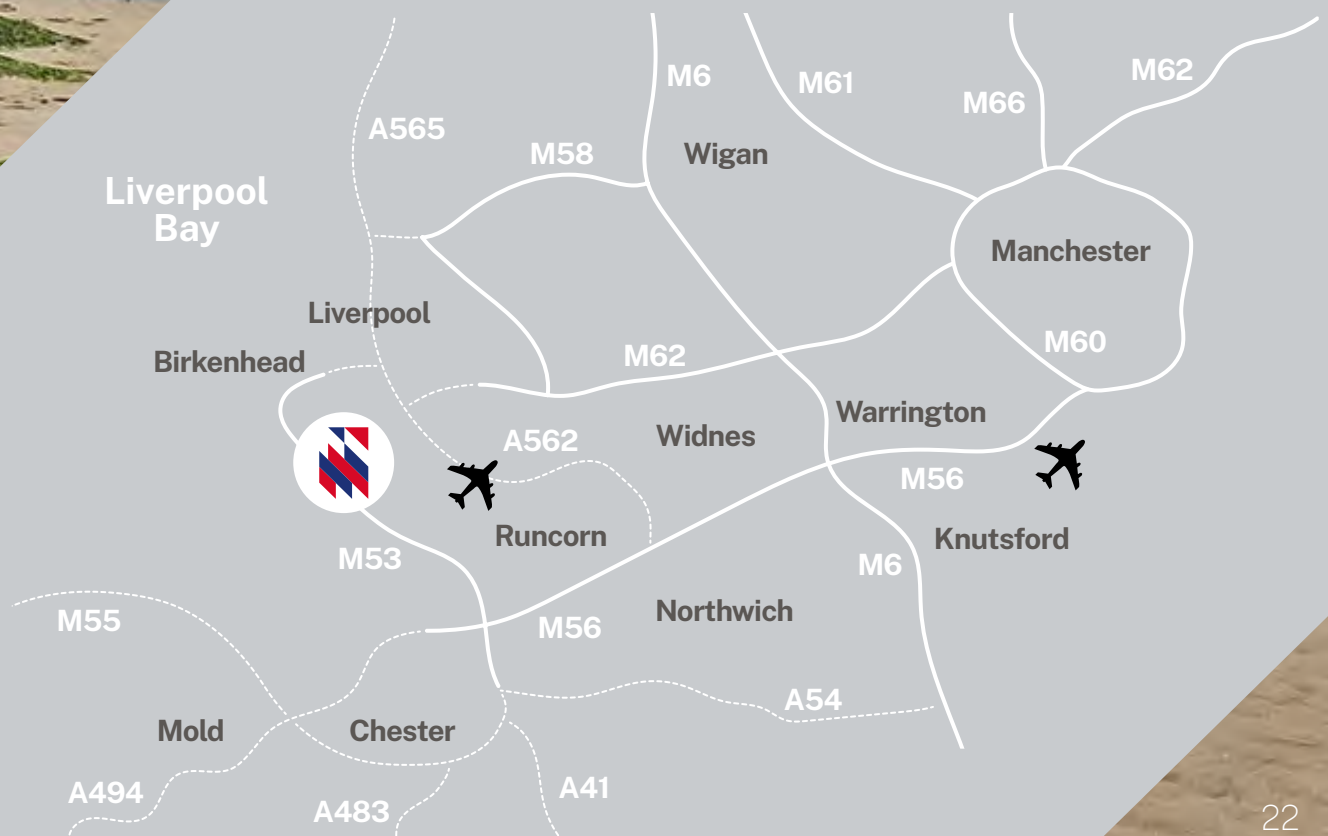 M6
M61
M62
M66
A565
M58
Wigan
Liverpool
Bay
Manchester
Liverpool
M60
Birkenhead
M62
Warrington
A562
Widnes
M56
Runcorn
Knutsford
M53
M6
Northwich
M55
M56
A54
Mold
Chester
A494
A41
A483
22